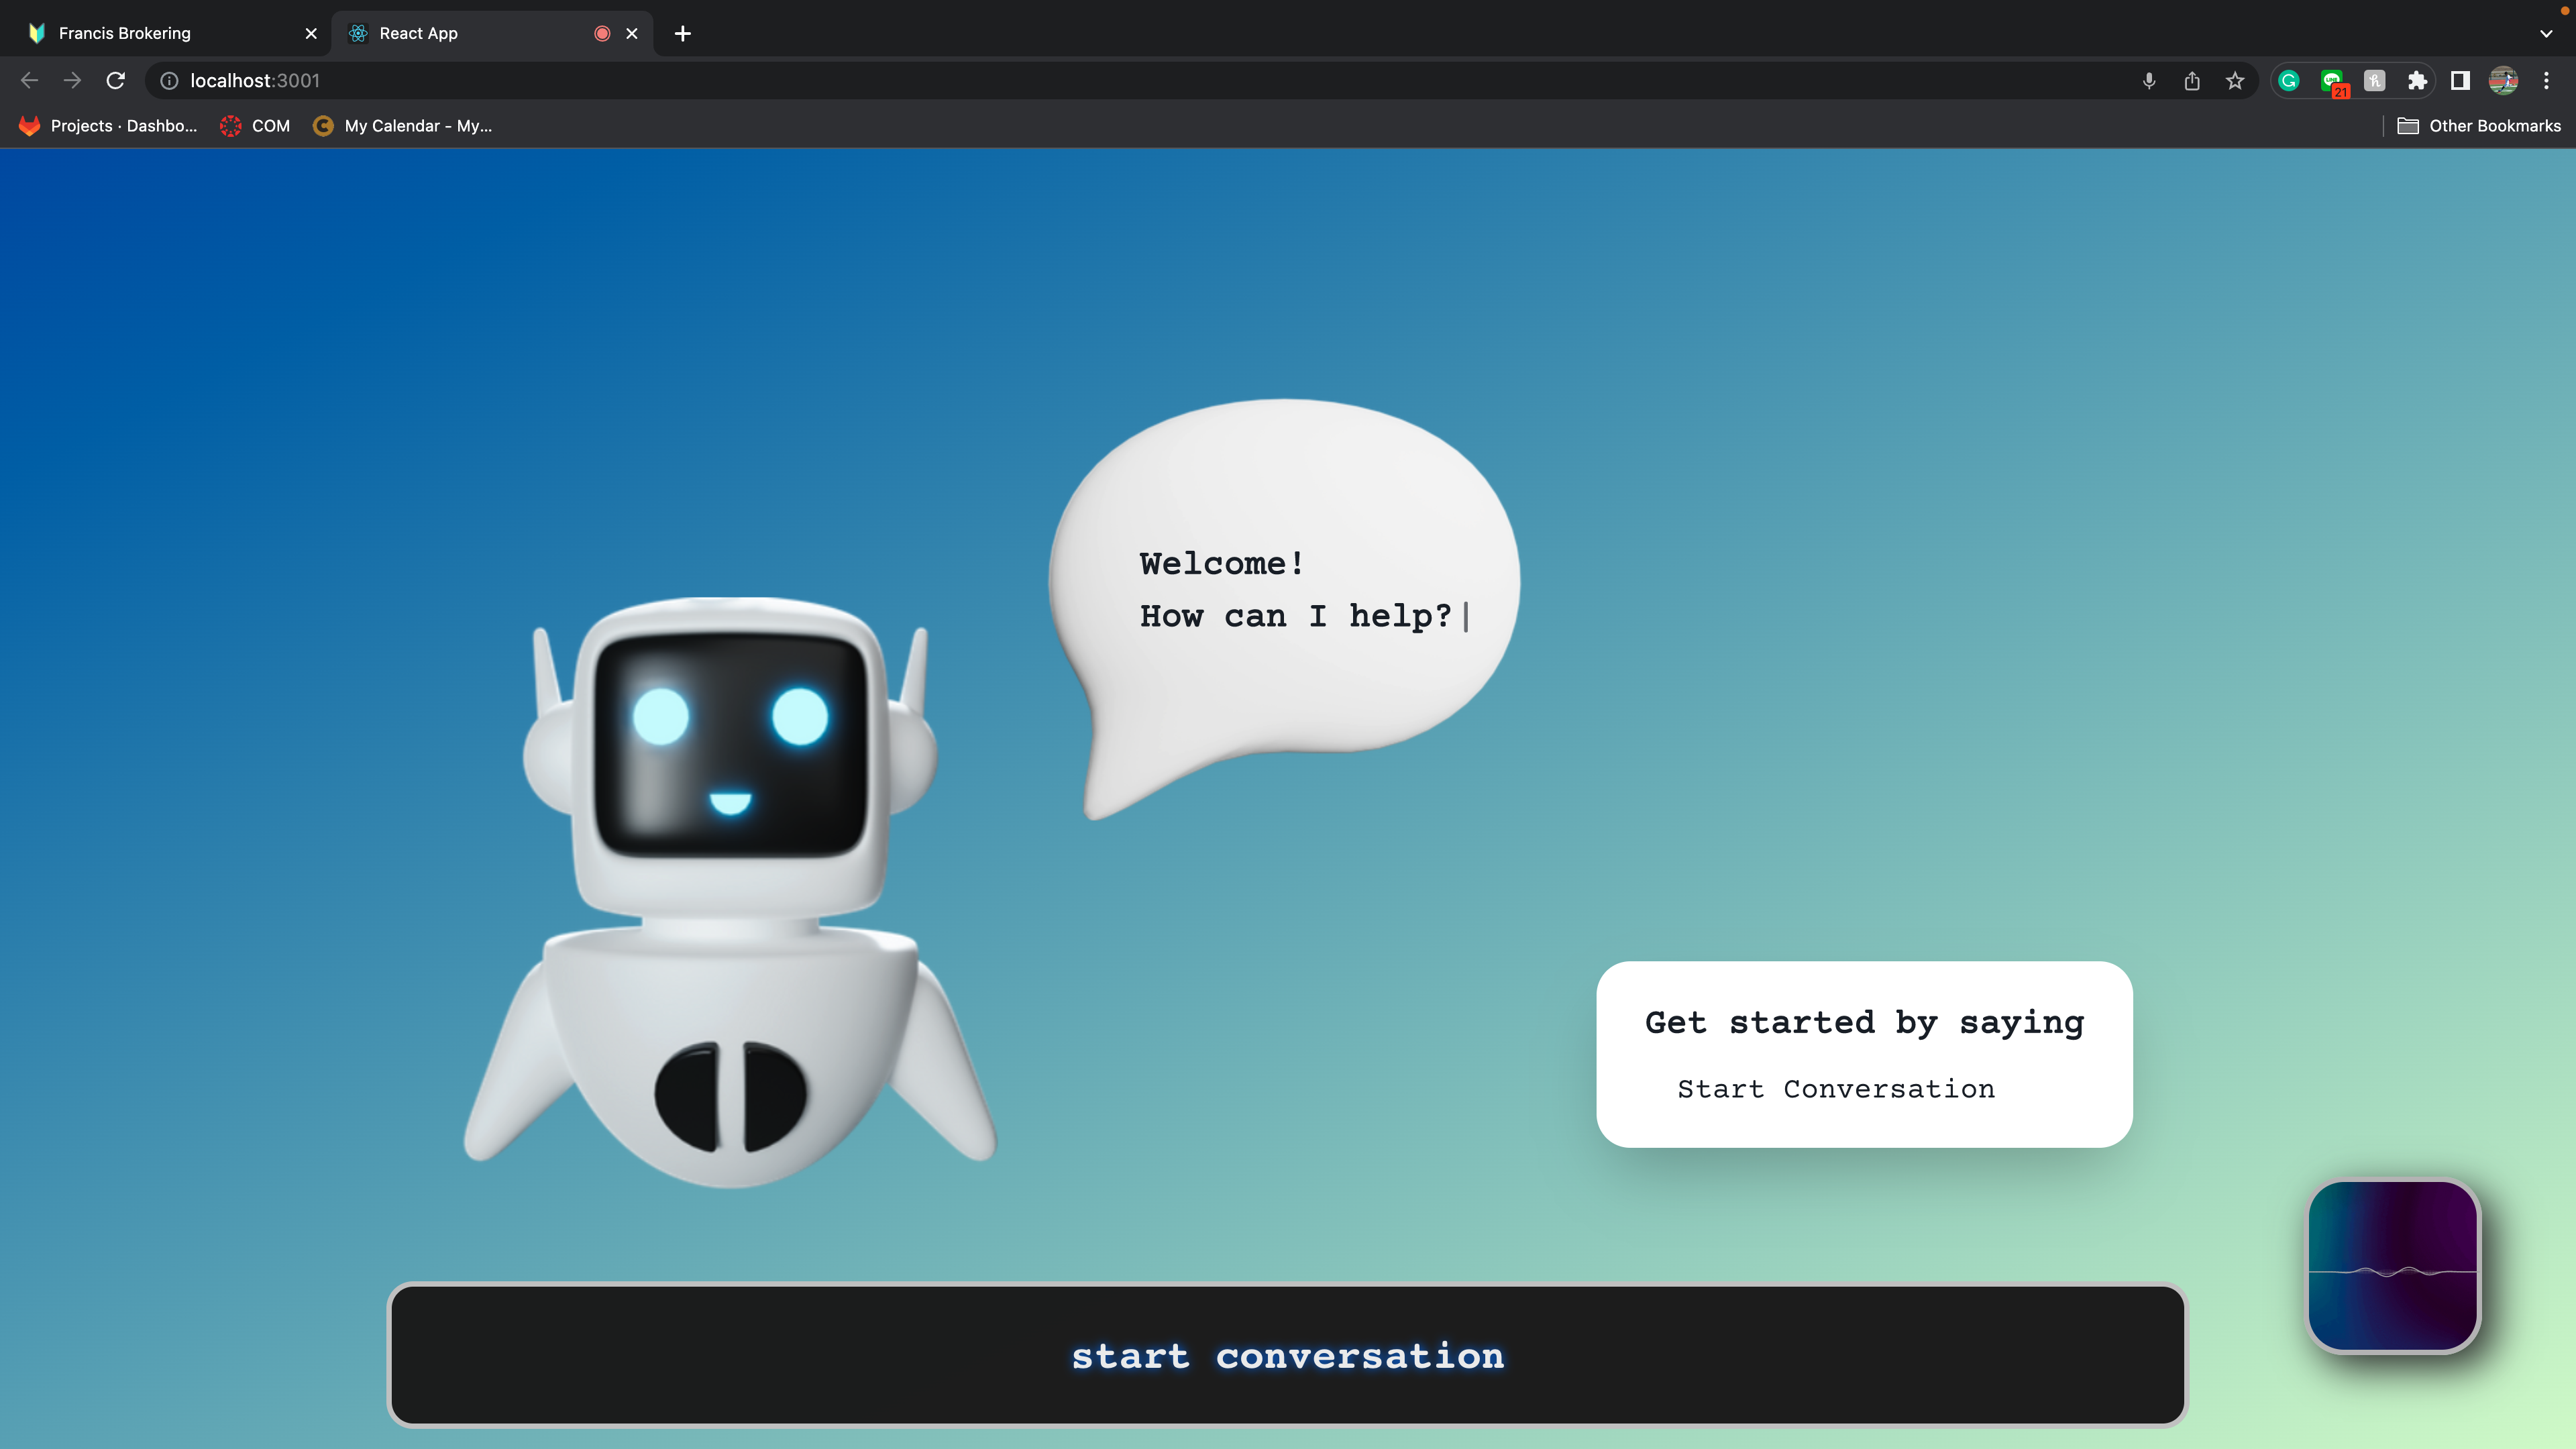 Francis Brokering
React App
localhost:3001
21
Projects · Dashbo...
COM
My Calendar - My...
Other Bookmarks
Welcome!
How can I help?
Get started by saying
Start Conversation
start conversation